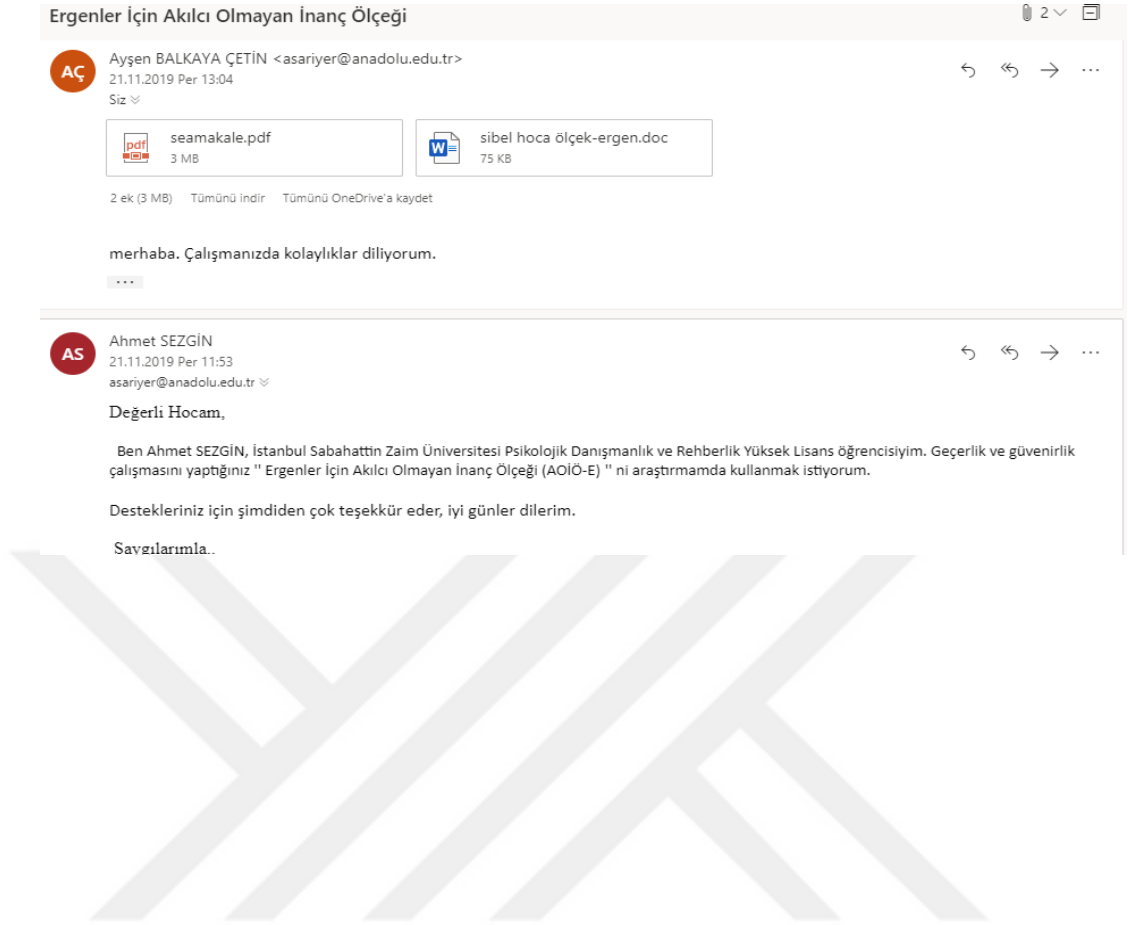 Ergenler İçin Akılcı Olmayan İnanç Ölçeği
2
AÇ
Ayşen BALKAYA ÇETİN <asariyer@anadolu.edu.tr>
21.11.2019 Per 13:04
Siz
pdf
seamakale.pdf
3 MB
W
sibel hoca ölçek-ergen.doc
75 KB
2 ek (3 MB) Tümünü indir Tümünü OneDrive'a kaydet
merhaba. Çalışmanızda kolaylıklar diliyorum.
...
AS
Ahmet SEZGİN
21.11.2019 Per 11:53
asariyer@anadolu.edu.tr
Değerli Hocam,
Ben Ahmet SEZGİN, İstanbul Sabahattin Zaim Üniversitesi Psikolojik Danışmanlık ve Rehberlik Yüksek Lisans öğrencisiyim. Geçerlik ve güvenirlik
çalışmasını yaptığınız '' Ergenler İçin Akılcı Olmayan İnanç Ölçeği (AOİÖ-E) '' ni araştırmamda kullanmak istiyorum.
Destekleriniz için şimdiden çok teşekkür eder, iyi günler dilerim.
Saygılarımla..